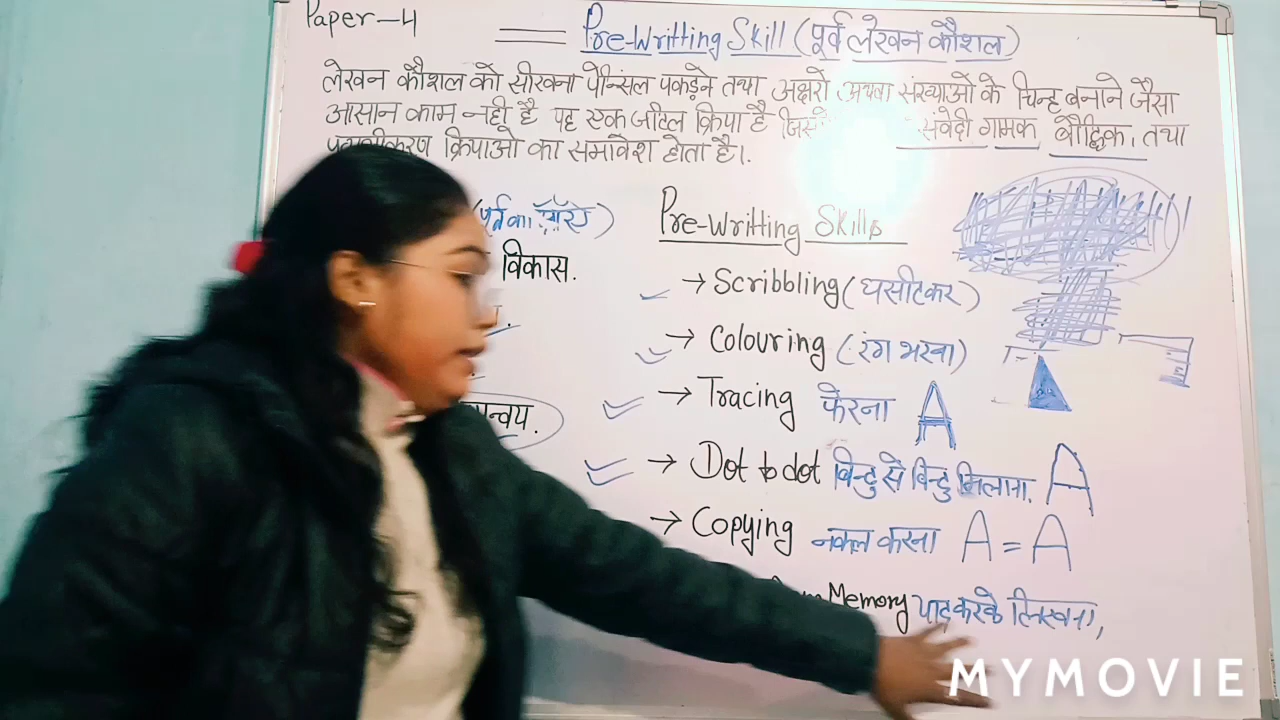 Paper-4
Pre-Writting Skill (पूर्व लेखन कौशल)
लेखन कौशल को सीखना पेन्सिल पकड़ने तथा अक्षरो अथवा संख्याओ के चिन्ह बनाने जैसा
आसान काम नही है यह एक जटिल क्रिया है संवेदी गामक बौद्धिक, तथा
क्रियाओ का समावेश होता है।
विकास.
Pre-Writting Skills
→ Scribbling (घसीटकर)
→ Colouring (रंग भरना)
→ Tracing फेरना A
→ Dot to dot बिन्दु से बिन्दु मिलाना. A
→ Copying नकल करना A = A
Memory याद करके लिखना,
MYMOVIE